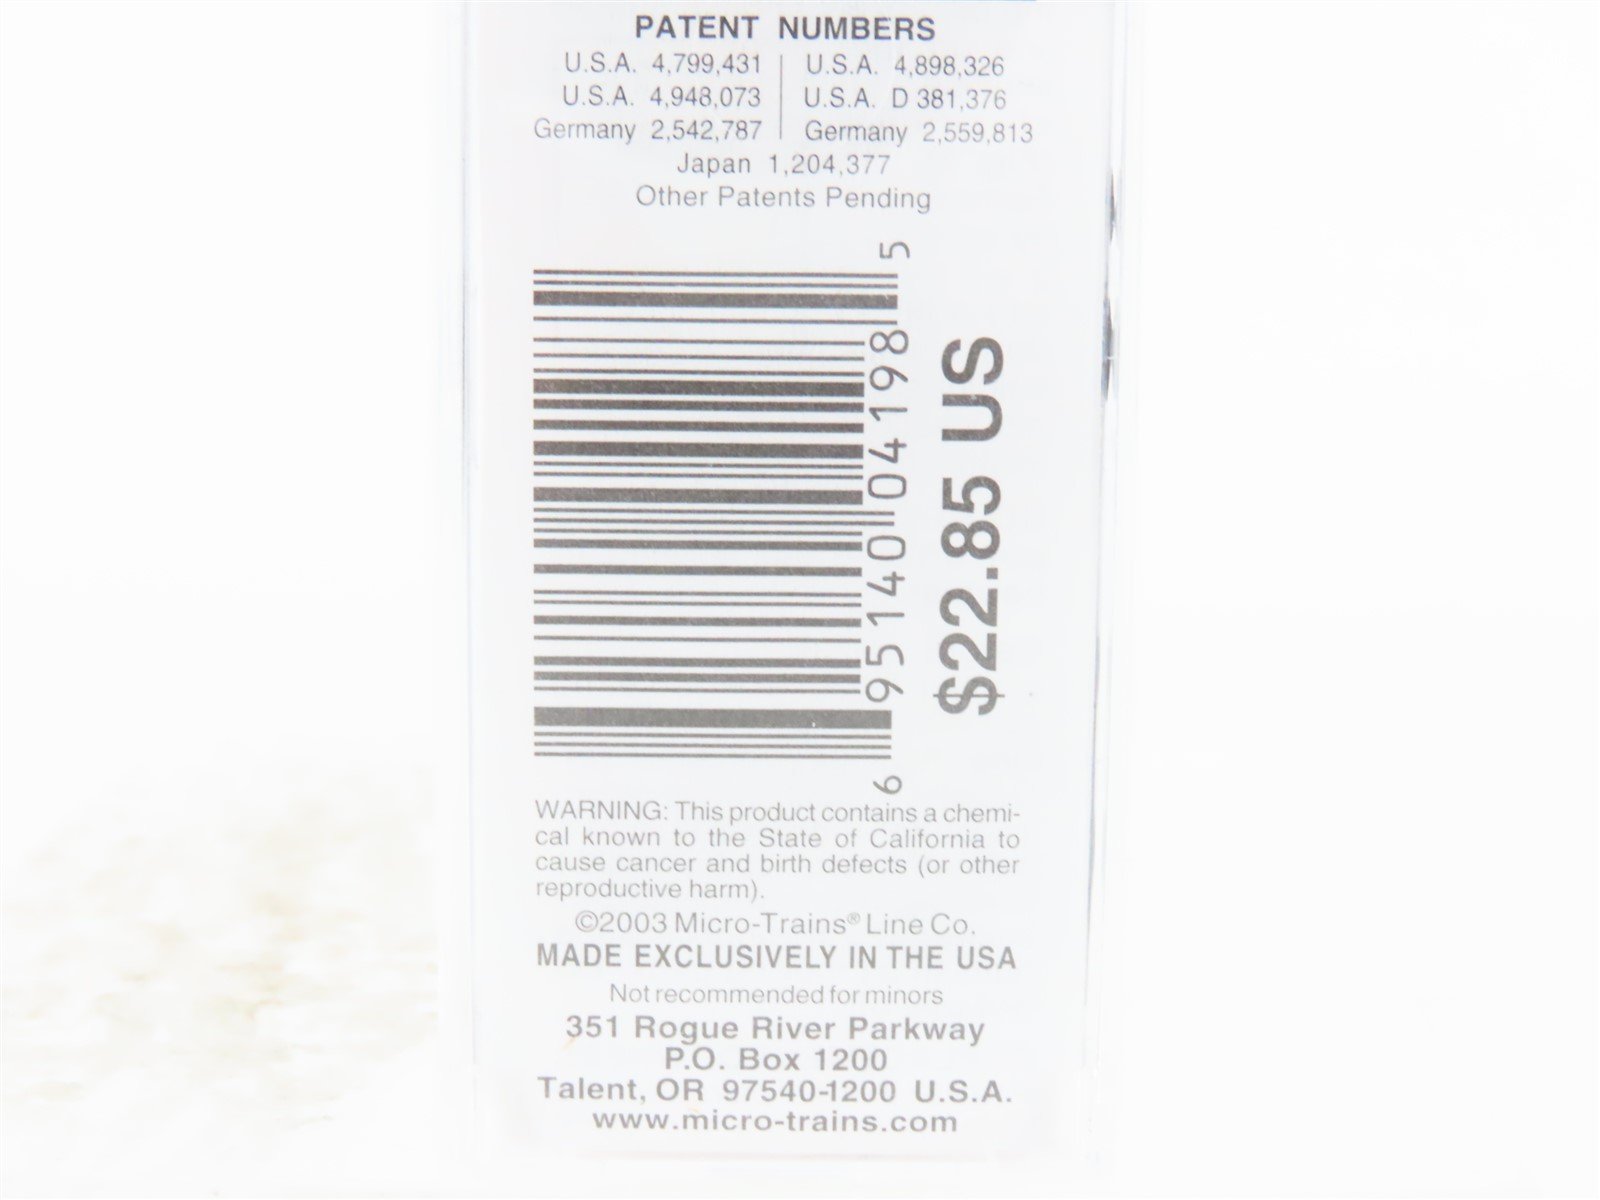 PATENT NUMBERS
U.S.A. 4,799,431 | U.S.A. 4,898,326
U.S.A. 4,948,073 | U.S.A. D 381,376
Germany 2,542,787 | Germany 2,559,813
Japan 1,204,377
Other Patents Pending
6 95140 04198 5
$22.85 US
WARNING: This product contains a chemi-
cal known to the State of California to
cause cancer and birth defects (or other
reproductive harm).
©2003 Micro-Trains® Line Co.
MADE EXCLUSIVELY IN THE USA
Not recommended for minors
351 Rogue River Parkway
P.O. Box 1200
Talent, OR 97540-1200 U.S.A.
www.micro-trains.com